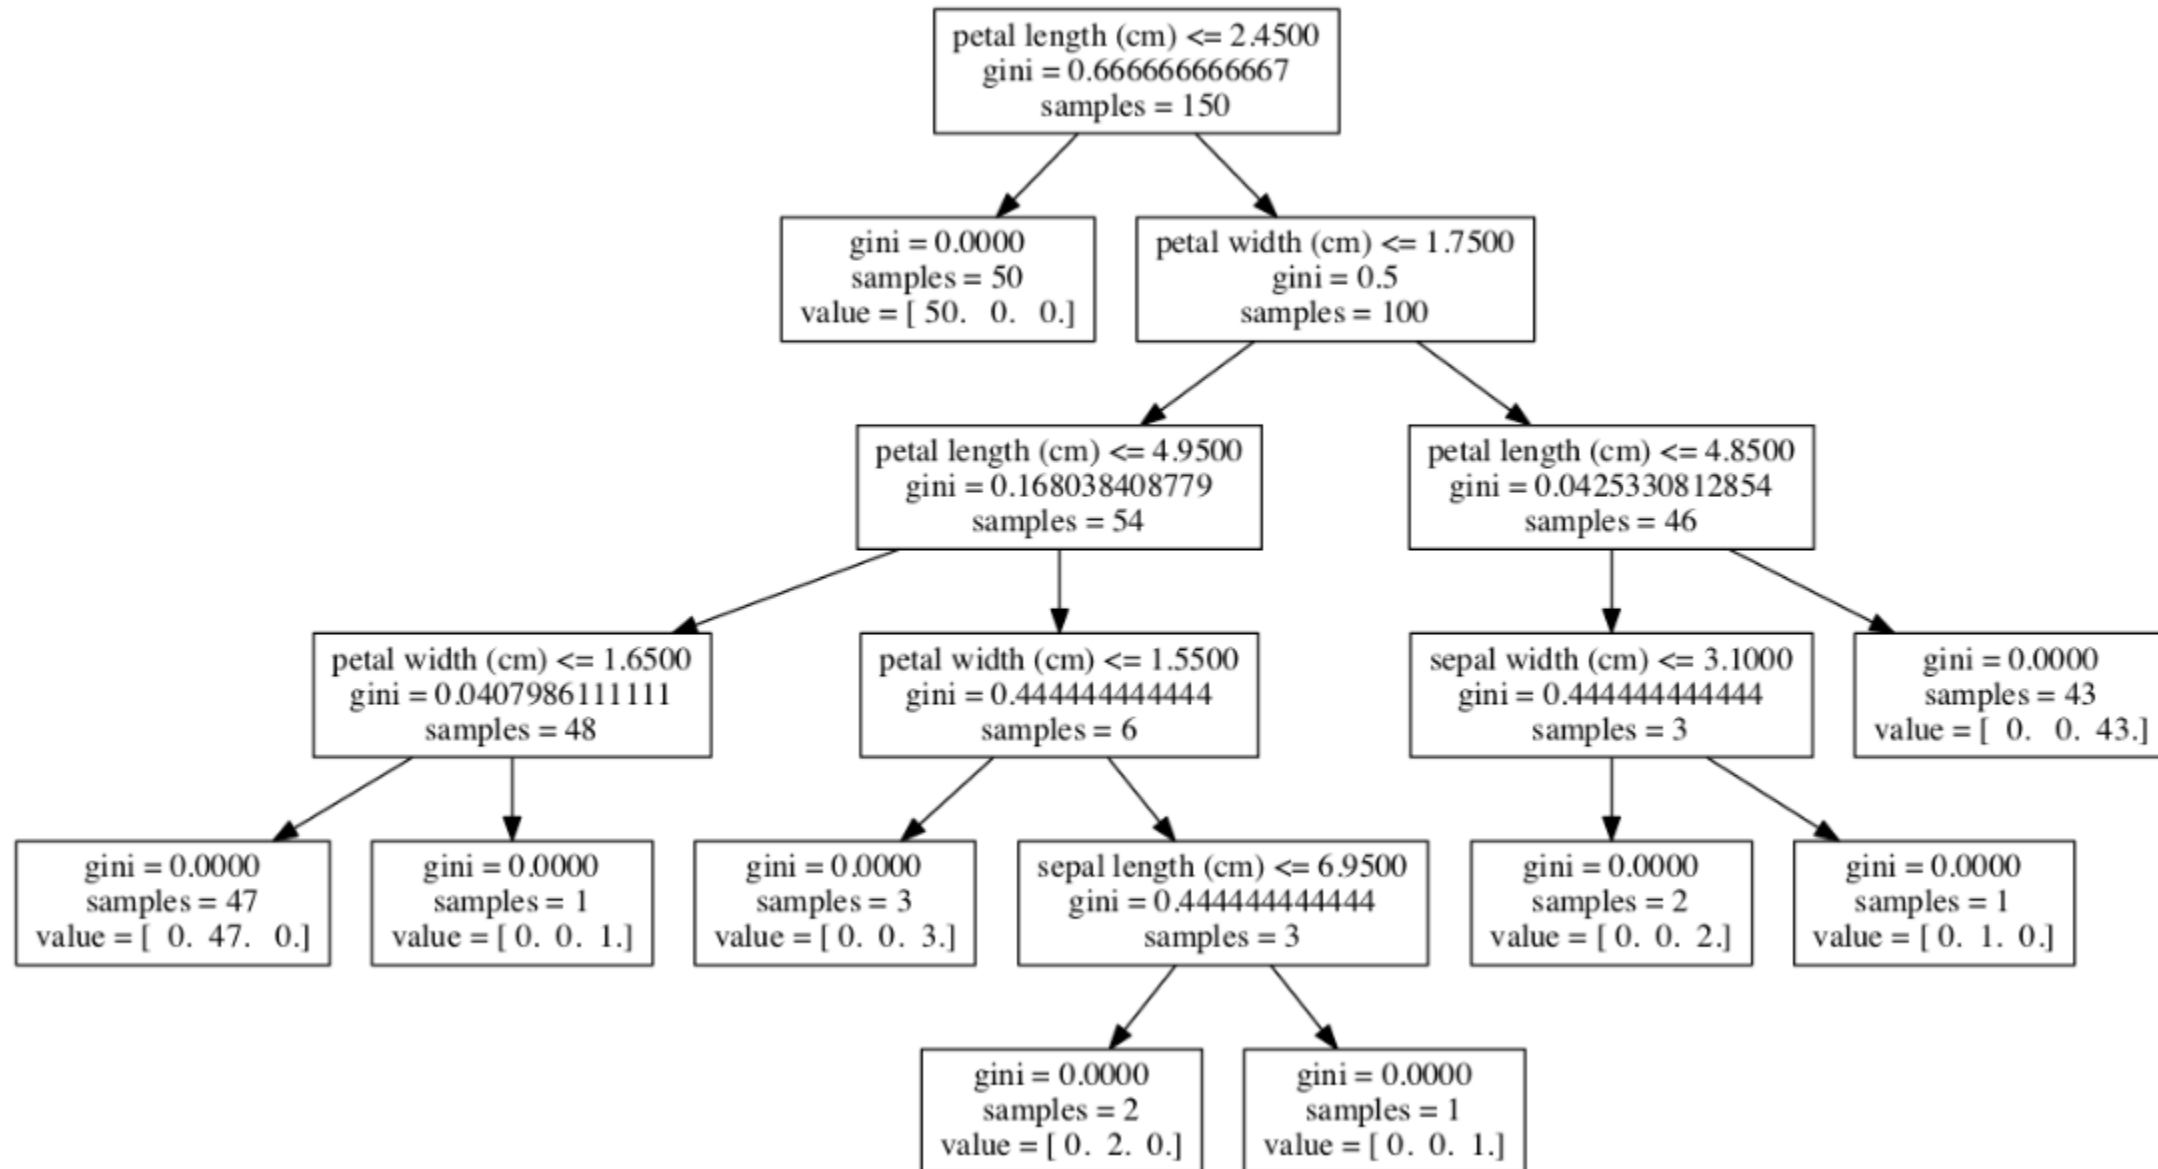 petal length (cm) <= 2.4500
gini = 0.666666666667
samples = 150
gini = 0.0000
samples = 50
value = [ 50.   0.   0.]
petal width (cm) <= 1.7500
gini = 0.5
samples = 100
petal length (cm) <= 4.9500
gini = 0.168038408779
samples = 54
petal length (cm) <= 4.8500
gini = 0.0425330812854
samples = 46
petal width (cm) <= 1.6500
gini = 0.0407986111111
samples = 48
petal width (cm) <= 1.5500
gini = 0.444444444444
samples = 6
sepal width (cm) <= 3.1000
gini = 0.444444444444
samples = 3
gini = 0.0000
samples = 43
value = [  0.   0.  43.]
gini = 0.0000
samples = 47
value = [  0.  47.   0.]
gini = 0.0000
samples = 1
value = [ 0.  0.  1.]
gini = 0.0000
samples = 3
value = [ 0.  0.  3.]
sepal length (cm) <= 6.9500
gini = 0.444444444444
samples = 3
gini = 0.0000
samples = 2
value = [ 0.  0.  2.]
gini = 0.0000
samples = 1
value = [ 0.  1.  0.]
gini = 0.0000
samples = 2
value = [ 0.  2.  0.]
gini = 0.0000
samples = 1
value = [ 0.  0.  1.]